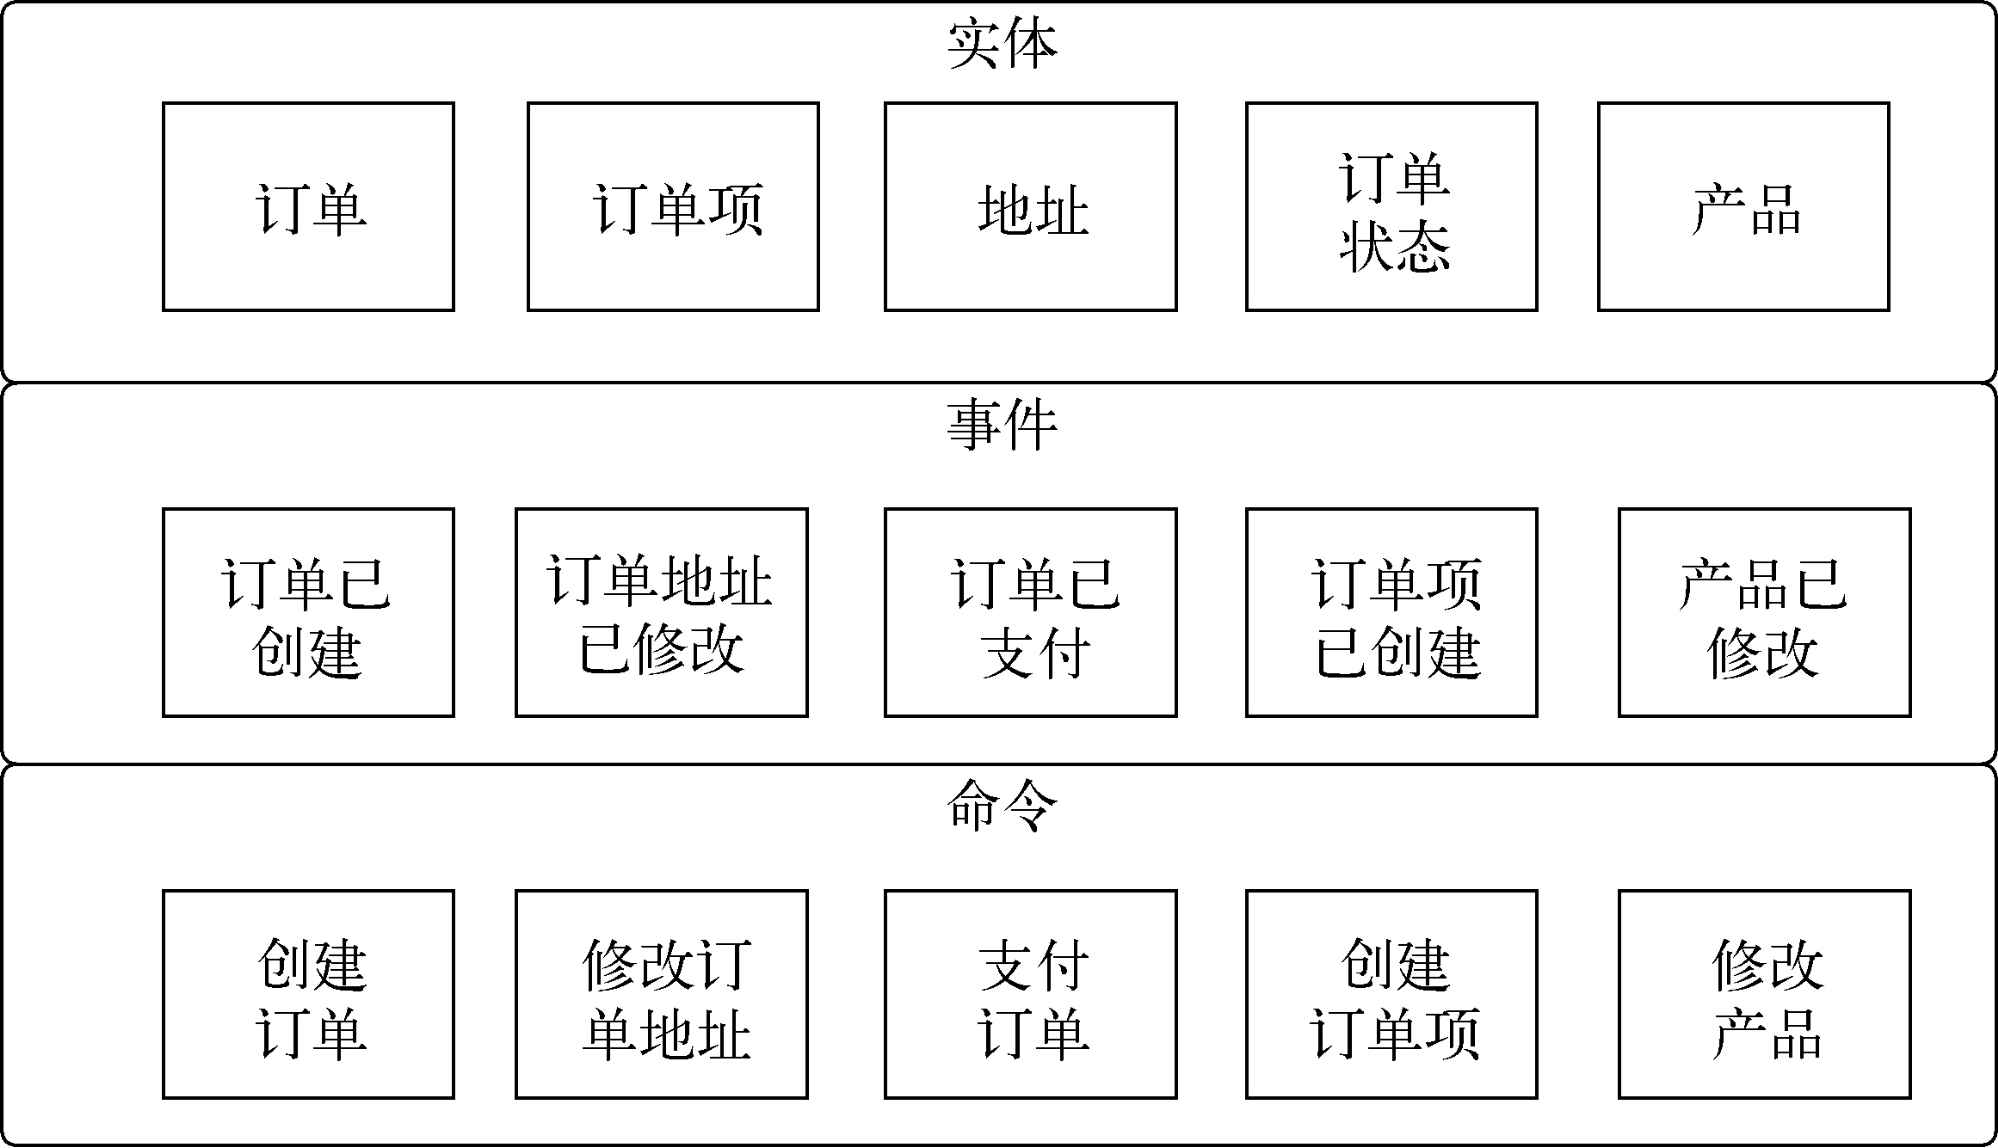 实体
订单
订单项
地址
订单
状态
产品
事件
订单已
创建
订单地址
已修改
订单已
支付
订单项
已创建
产品已
修改
命令
创建
订单
修改订
单地址
支付
订单
创建
订单项
修改
产品